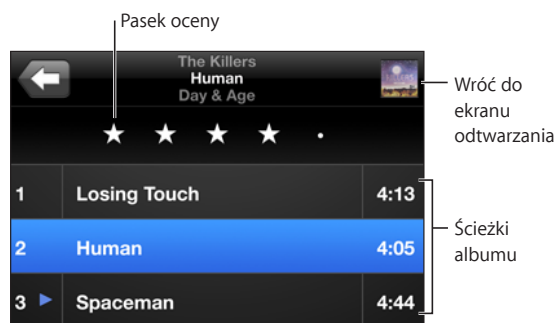 Pasek oceny
The Killers
Human
Day & Age
Wróć do
ekranu
odtwarzania
1 Losing Touch 4:13
2 Human 4:05
3 Spaceman 4:44
Ścieżki
albumu